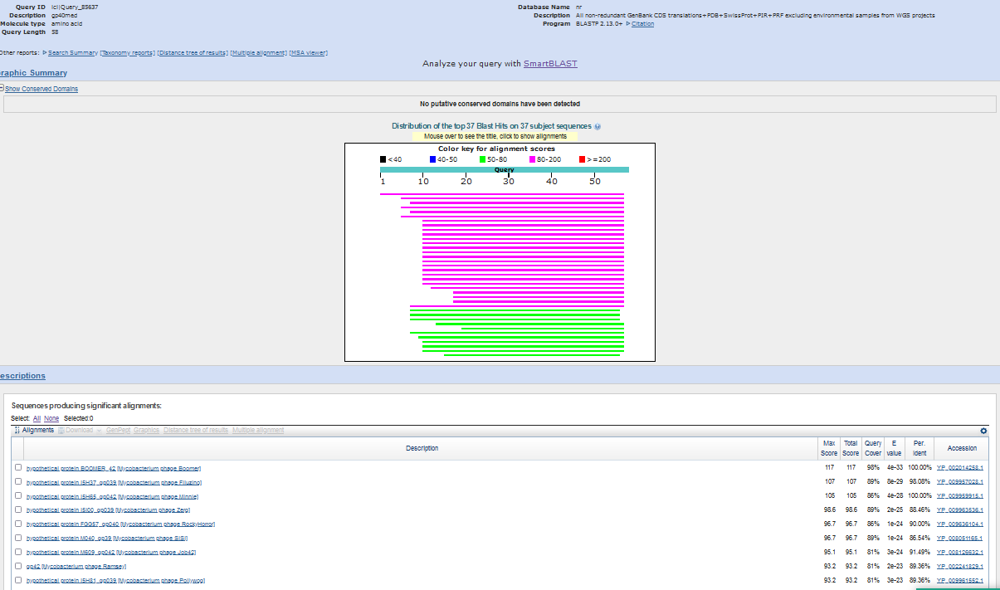 Query ID lcl|Query_85637
Description gp40med
Molecule type amino acid
Query Length 58
Database Name nr
Description All non-redundant GenBank CDS translations+PDB+SwissProt+PIR+PRF excluding environmental samples from WGS projects
Program BLASTP 2.13.0+ Citation
Other reports: Search Summary [Taxonomy reports] [Distance tree of results] [Multiple alignment] [MSA viewer]
Analyze your query with SmartBLAST
raphic Summary
Show Conserved Domains
No putative conserved domains have been detected
Distribution of the top 37 Blast Hits on 37 subject sequences
Mouse over to see the title, click to show alignments
Color key for alignment scores
<40 40-50 50-80 80-200 >=200
Query
1 10 20 30 40 50
escriptions
Sequences producing significant alignments:
Select: All None Selected:0
Alignments Download GenPept Graphics Distance tree of results Multiple alignment
Description Max Score Total Score Query Cover E value Per. Ident Accession
hypothetical protein BOOMER_42 [Mycobacterium phage Boomer] 117 117 98% 4e-33 100.00% YP_002014258.1
hypothetical protein I5H37_gp039 [Mycobacterium phage Filuzino] 107 107 89% 8e-29 98.08% YP_009957028.1
hypothetical protein I5H65_gp042 [Mycobacterium phage Minnie] 105 105 86% 4e-28 100.00% YP_009959915.1
hypothetical protein I5I00_gp039 [Mycobacterium phage Zerg] 98.6 98.6 89% 2e-25 88.46% YP_009963536.1
hypothetical protein FGG57_gp040 [Mycobacterium phage RockyHorror] 96.7 96.7 86% 1e-24 90.00% YP_009636104.1
hypothetical protein M040_gp39 [Mycobacterium phage SiSi] 96.7 96.7 89% 1e-24 86.54% YP_008051165.1
hypothetical protein M609_gp042 [Mycobacterium phage Job42] 95.1 95.1 81% 3e-24 91.49% YP_008126632.1
gp42 [Mycobacterium phage Ramsey] 93.2 93.2 81% 2e-23 89.36% YP_002241829.1
hypothetical protein I5H81_gp039 [Mycobacterium phage Pollywog] 93.2 93.2 81% 3e-23 89.36% YP_009961552.1